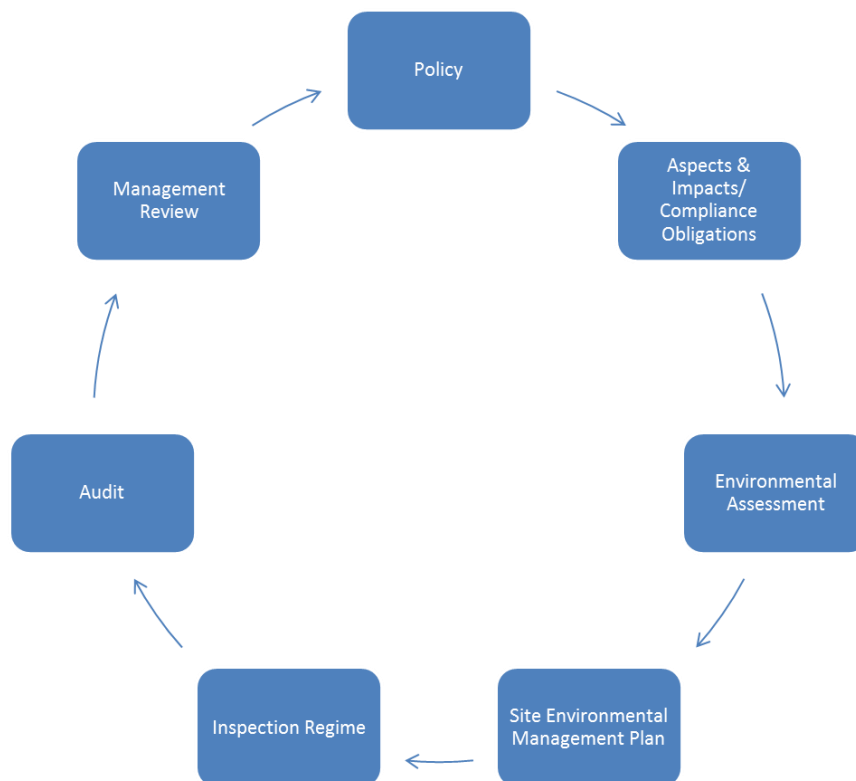 Policy
Aspects &
Impacts/
Compliance
Obligations
Environmental
Assessment
Site Environmental
Management Plan
Inspection Regime
Audit
Management
Review